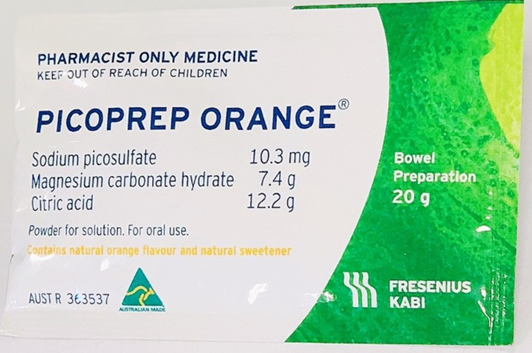 PHARMACIST ONLY MEDICINE
KEEP OUT OF REACH OF CHILDREN
PICOPREP ORANGE®
Sodium picosulfate 10.3 mg
Magnesium carbonate hydrate 7.4 g
Citric acid 12.2 g
Powder for solution. For oral use.
Contains natural orange flavour and natural sweetener
AUST R 363537
AUSTRALIAN MADE
Bowel
Preparation
20 g
FRESENIUS
KABI